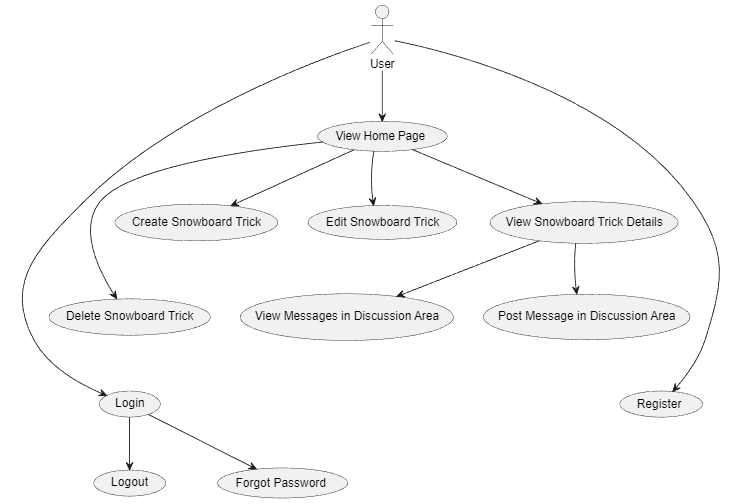 User
View Home Page
Create Snowboard Trick
Edit Snowboard Trick
View Snowboard Trick Details
Delete Snowboard Trick
View Messages in Discussion Area
Post Message in Discussion Area
Login
Register
Logout
Forgot Password